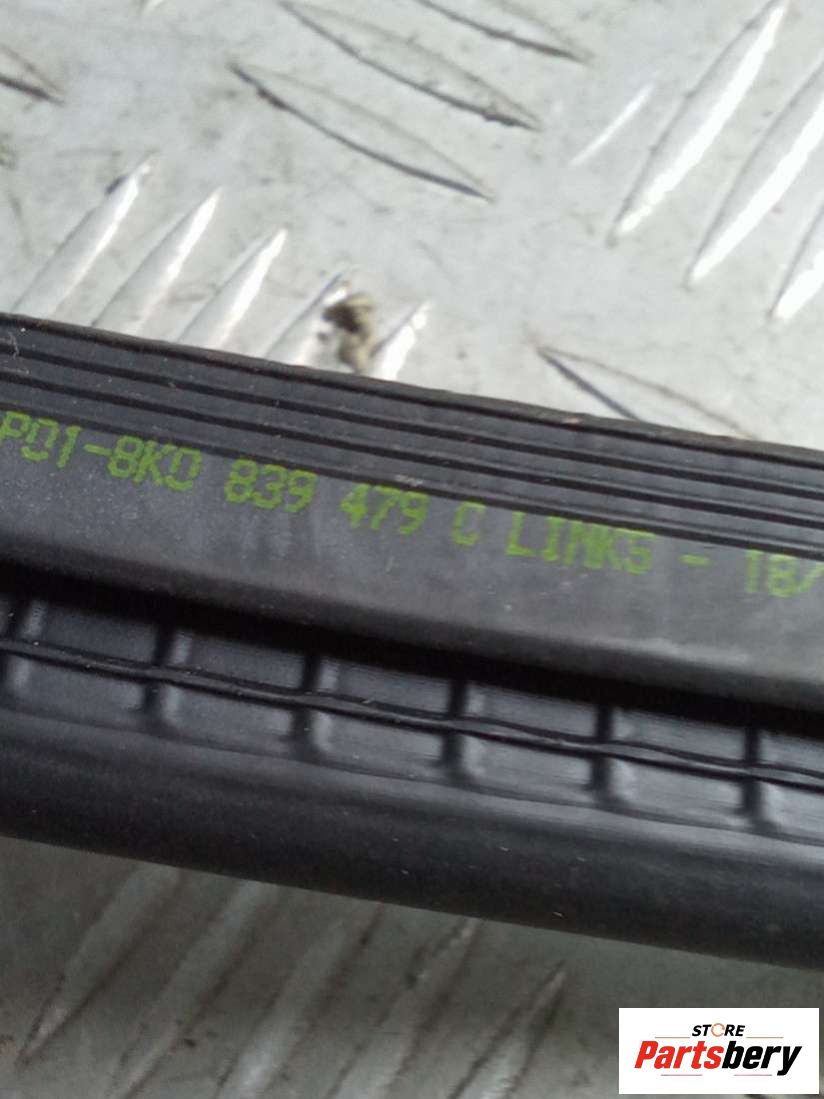 P01-8K0 839 479 C LINKS - 18/
STORE
Partsbery